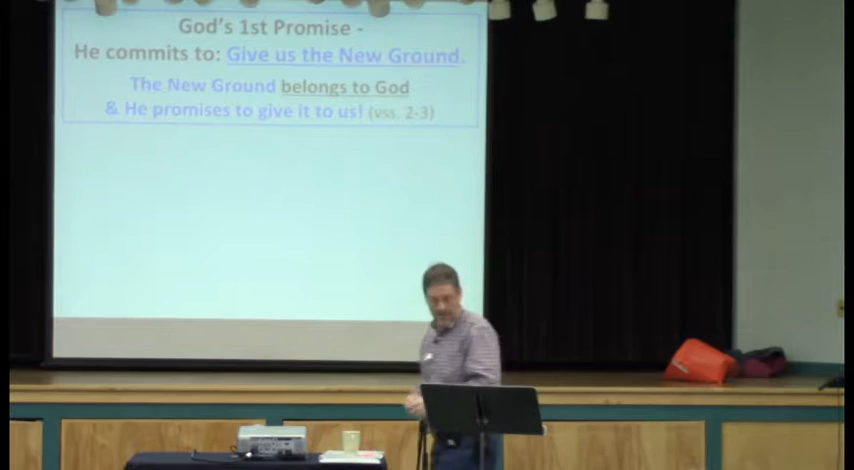 God's 1st Promise -
He commits to: Give us the New Ground.
The New Ground belongs to God
& He promises to give it to us! (vss. 2-3)